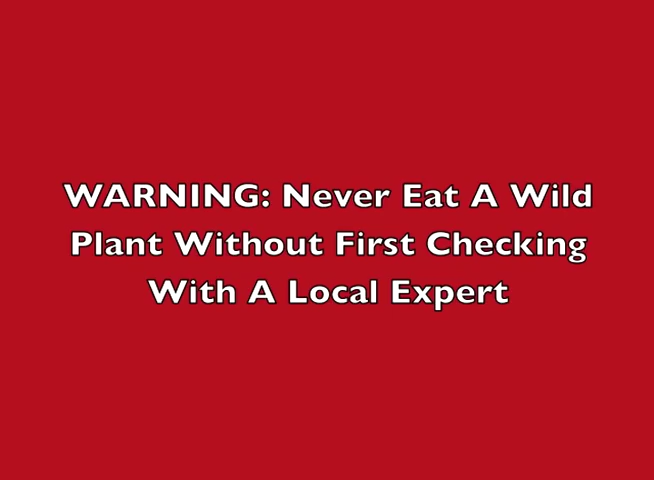 WARNING: Never Eat A Wild
Plant Without First Checking
With A Local Expert